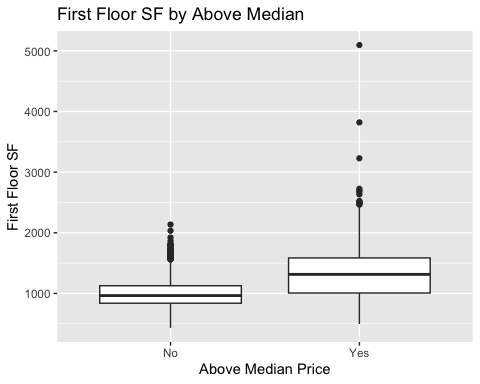 First Floor SF by Above Median
5000
4000
3000
2000
1000
First Floor SF
No Yes
Above Median Price